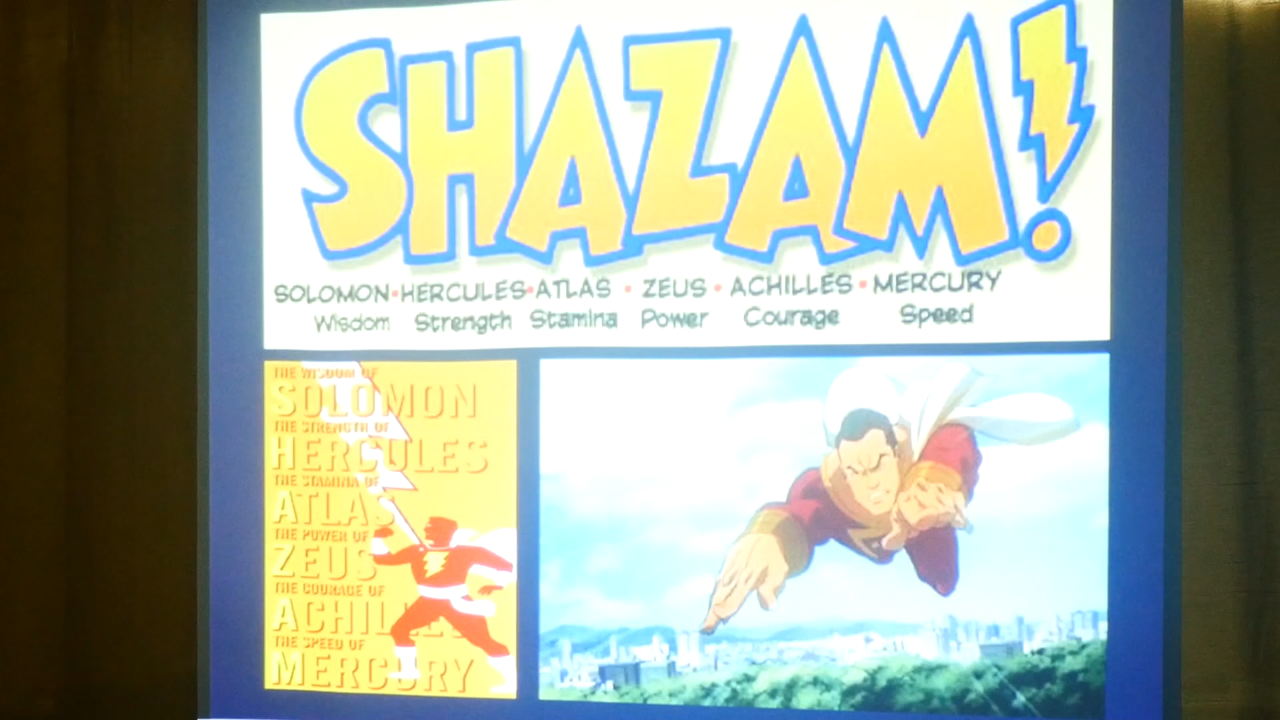 SHAZAM!
SOLOMON • HERCULES • ATLAS • ZEUS • ACHILLES • MERCURY
Wisdom Strength Stamina Power Courage Speed
THE WISDOM OF
SOLOMON
THE STRENGTH OF
HERCULES
THE STAMINA OF
ATLAS
THE POWER OF
ZEUS
THE COURAGE OF
ACHILLES
THE SPEED OF
MERCURY